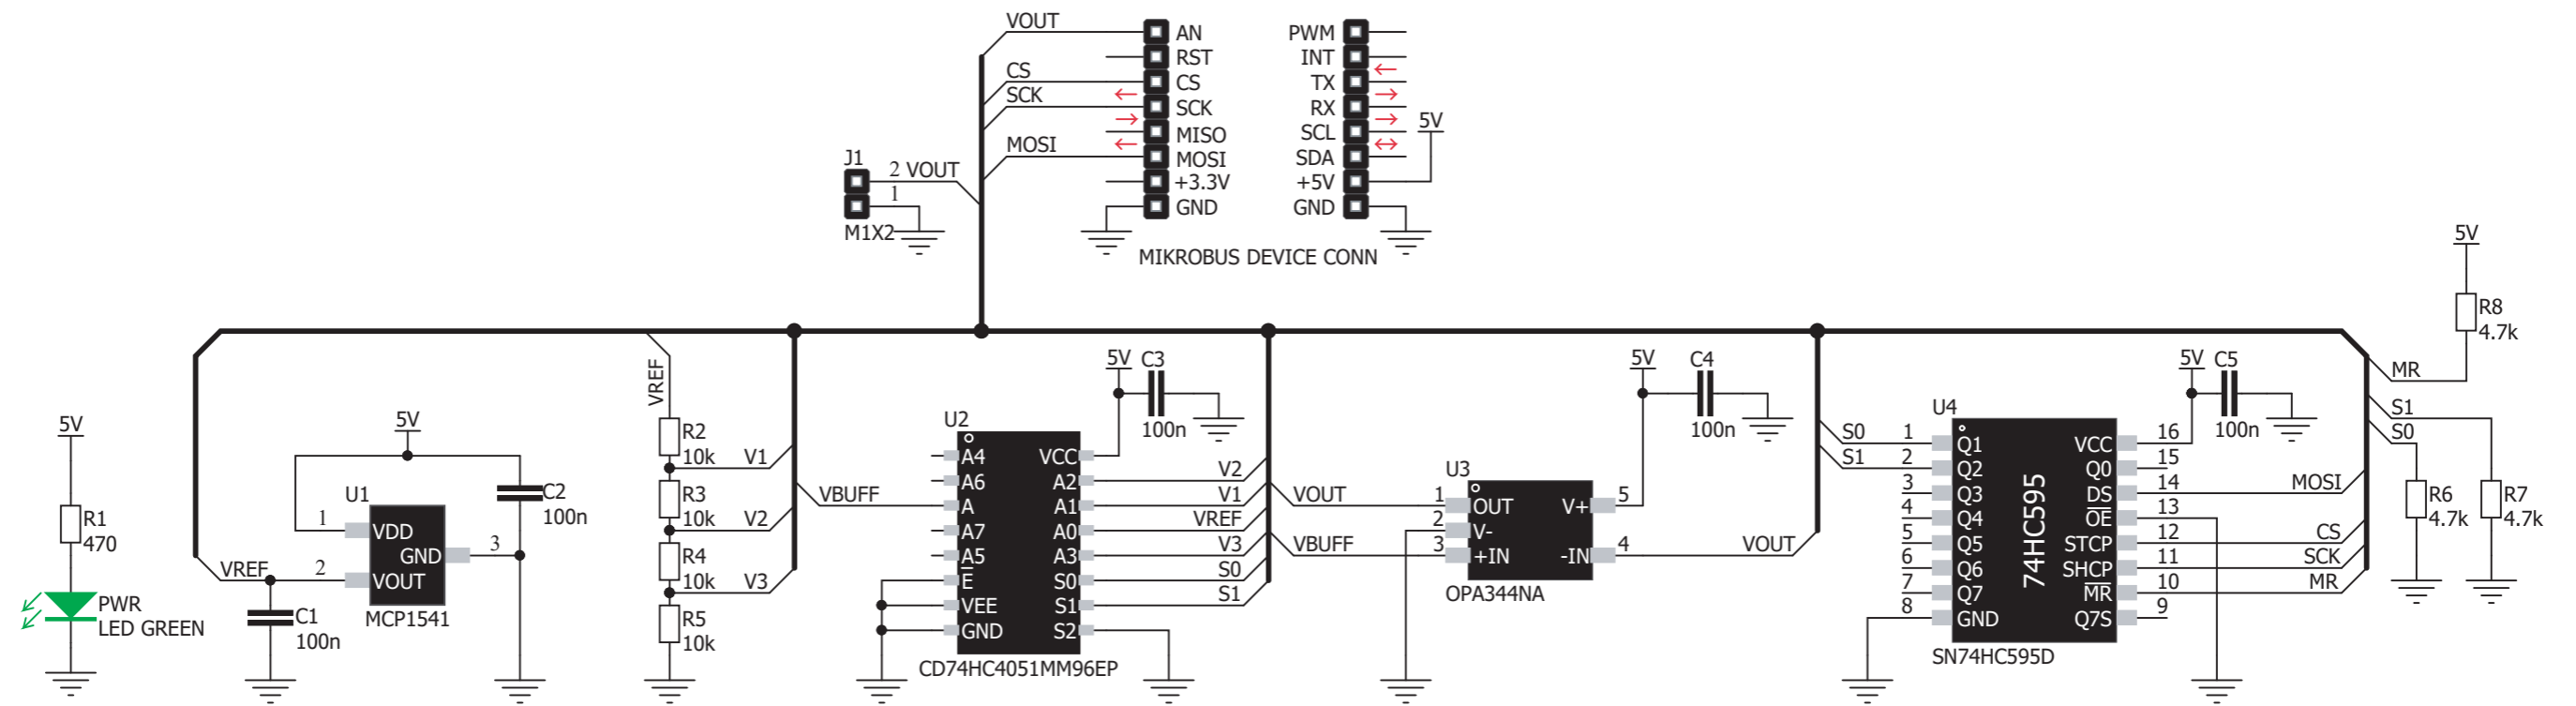 VOUT
CS
SCK
MOSI
AN
RST
CS
SCK
MISO
MOSI
+3.3V
GND
PWM
INT
TX
RX
SCL
SDA
+5V
GND
5V
MIKROBUS DEVICE CONN
J1
2 VOUT
1
M1X2
5V
R1
470
PWR
LED GREEN
VREF
C1
100n
5V
U1
1
2
3
VDD
GND
VOUT
MCP1541
C2
100n
VREF
R2
10k
V1
R3
10k
V2
R4
10k
V3
R5
10k
VBUFF
U2
A4
A6
A
A7
A5
E
VEE
GND
VCC
A2
A1
A0
A3
S0
S1
S2
CD74HC4051MM96EP
5V
C3
100n
V2
V1
VREF
V3
S0
S1
VOUT
VBUFF
U3
1
2
3
OUT
V-
+IN
V+
-IN
5
4
OPA344NA
5V
C4
100n
VOUT
S0
S1
U4
1
2
3
4
5
6
7
8
Q1
Q2
Q3
Q4
Q5
Q6
Q7
GND
74HC595
VCC
Q0
DS
OE
STCP
SHCP
MR
Q7S
16
15
14
13
12
11
10
9
SN74HC595D
5V
C5
100n
MOSI
CS
SCK
MR
5V
R8
4.7k
MR
S1
S0
R6
4.7k
R7
4.7k